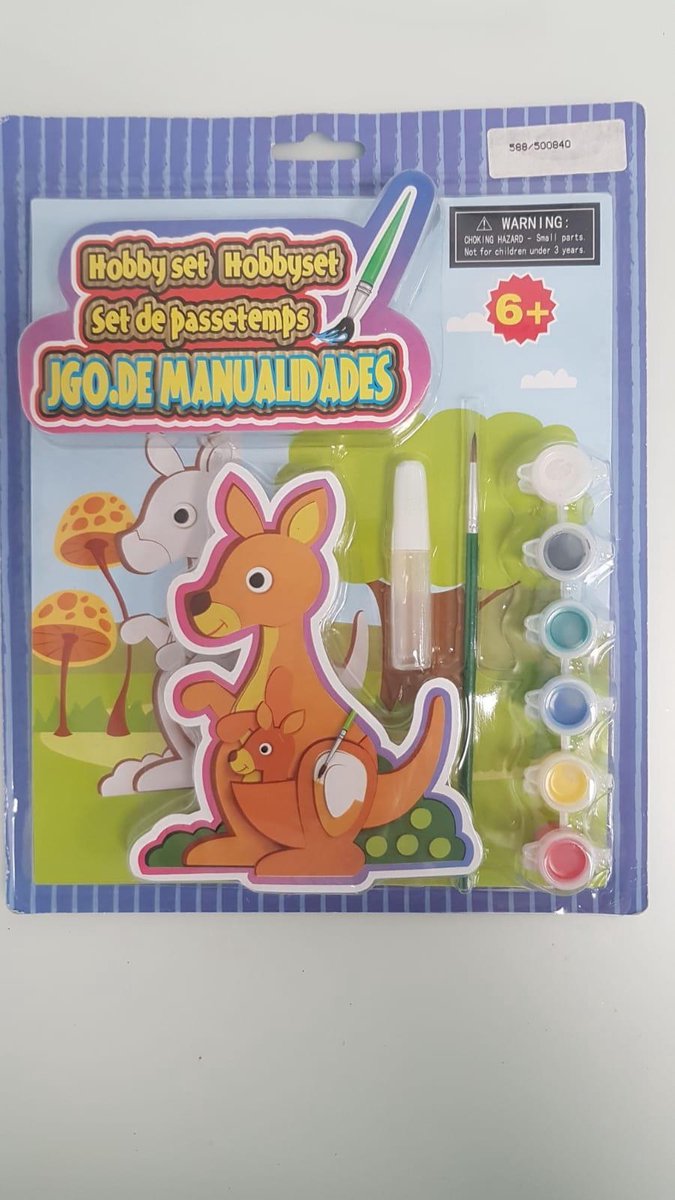 588/500840
WARNING:
CHOKING HAZARD - Small parts.
Not for children under 3 years.
6+
Hobby set Hobbyset
Set de passetemps
JGO.DE MANUALIDADES